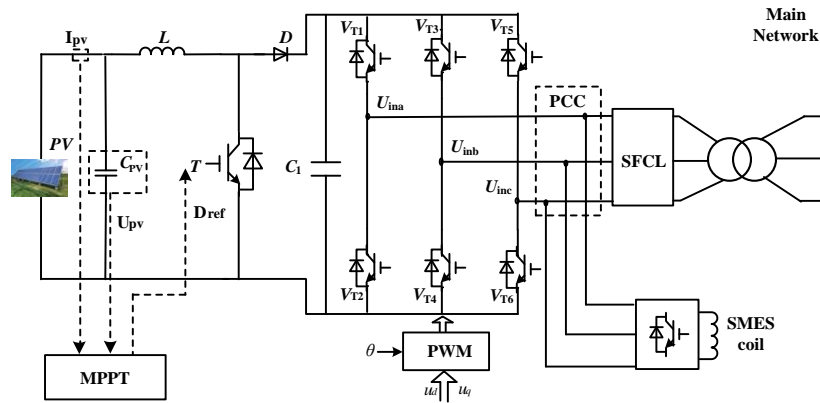 Main
Network
Ipv
L
D
VT1
VT3
VT5
PCC
Uina
PV
CPV
T
C1
Uinb
SFCL
Uinc
Upv
Dref
VT2
VT4
VT6
SMES
coil
θ
PWM
MPPT
ud
uq